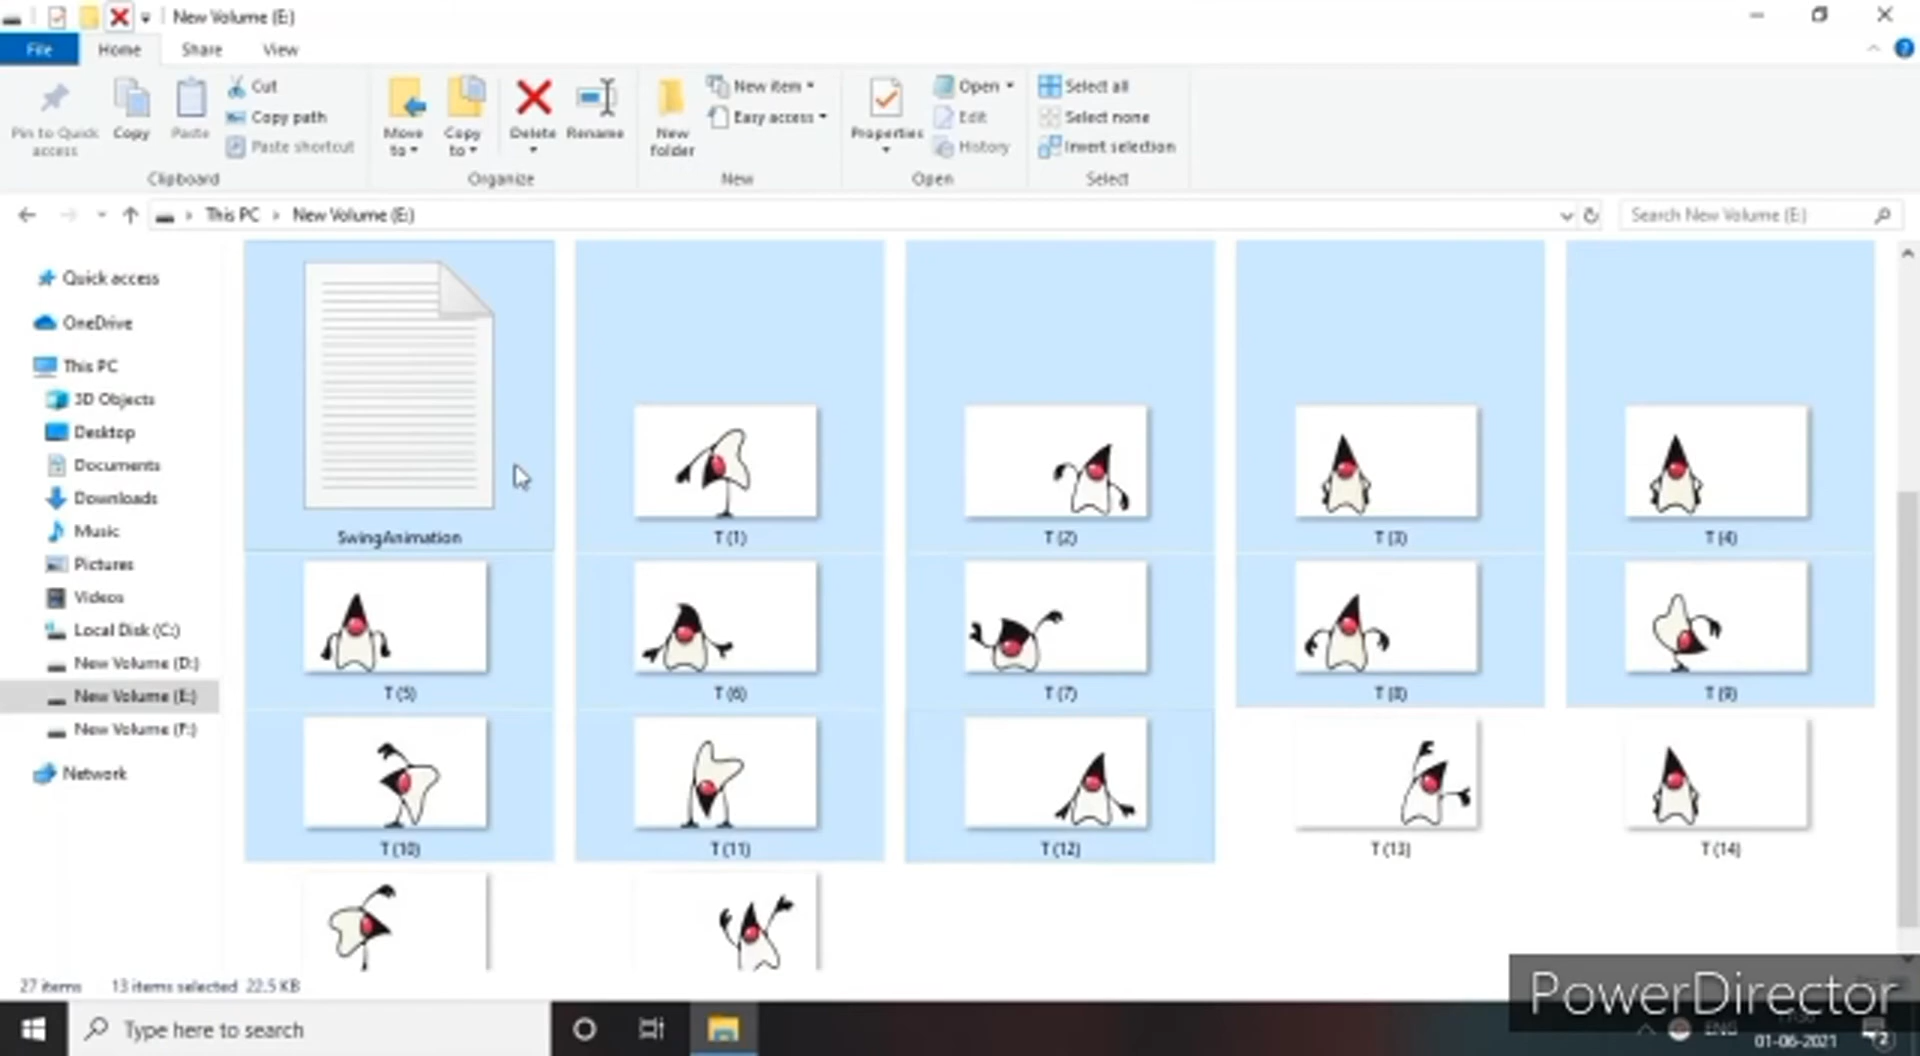 New Volume (E:)
File Home Share View
Pin to Quick access
Copy
Paste
Cut
Copy path
Paste shortcut
Move to
Copy to
Delete
Rename
New folder
New item
Easy access
Properties
Open
Edit
History
Select all
Select none
Invert selection
Clipboard Organize New Open Select
This PC New Volume (E:)
Search New Volume (E:)
Quick access
OneDrive
This PC
3D Objects
Desktop
Documents
Downloads
Music
Pictures
Videos
Local Disk (C:)
New Volume (D:)
New Volume (E:)
New Volume (F:)
Network
SwingAnimation T (1) T (2) T (3) T (4)
T (5) T (6) T (7) T (8) T (9)
T (10) T (11) T (12) T (13) T (14)
27 items 13 items selected 22.5 KB
PowerDirector
Type here to search
ENG
01-06-2021
2